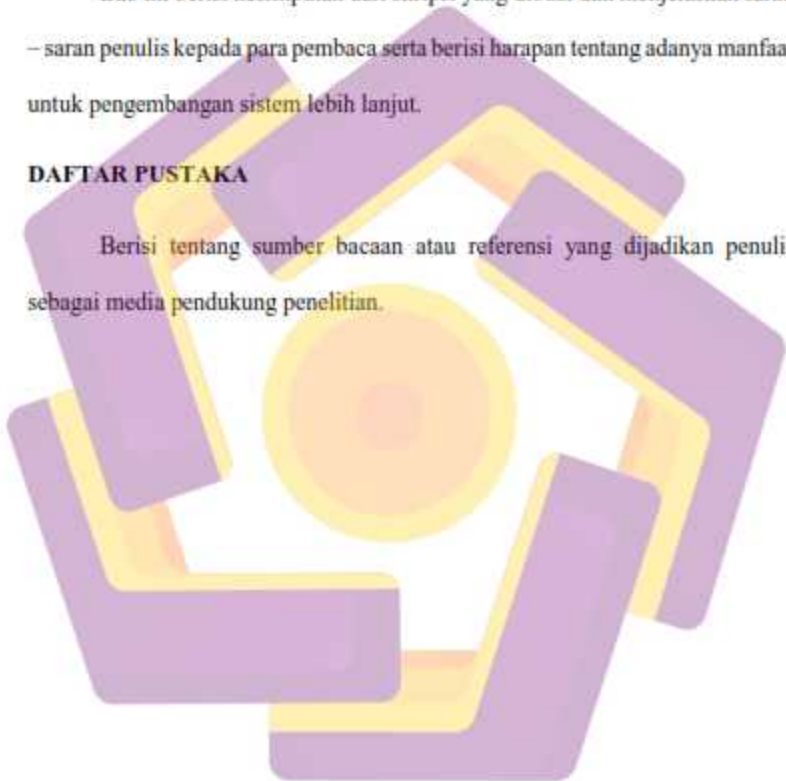 – saran penulis kepada para pembaca serta berisi harapan tentang adanya manfaa
untuk pengembangan sistem lebih lanjut.
DAFTAR PUSTAKA
Berisi tentang sumber bacaan atau referensi yang dijadikan penuli
sebagai media pendukung penelitian.